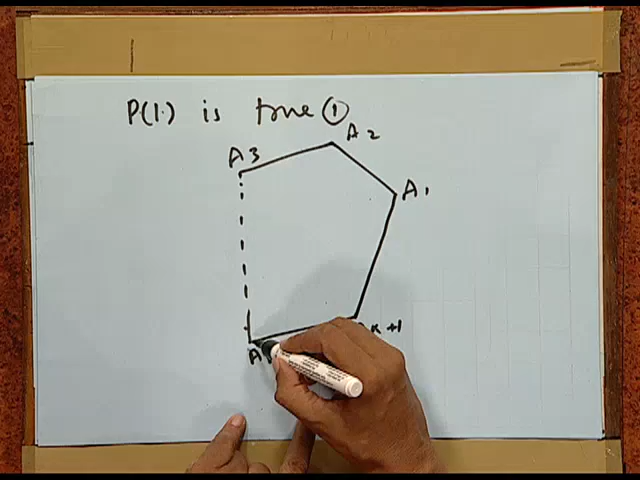 P(1) is true ①
A3 A2
A1
K+1
A